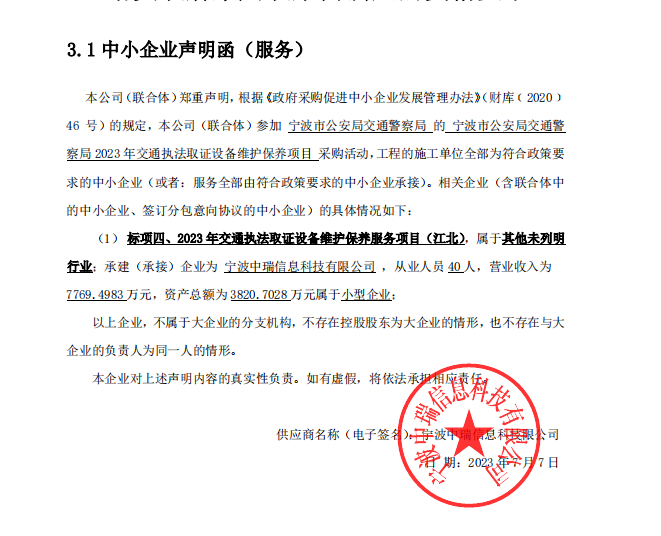 3.1 中小企业声明函（服务）
本公司（联合体）郑重声明，根据《政府采购促进中小企业发展管理办法》（财库﹝2020﹞
46 号）的规定，本公司（联合体）参加 宁波市公安局交通警察局 的 宁波市公安局交通警
察局 2023 年交通执法取证设备维护保养项目 采购活动，工程的施工单位全部为符合政策要
求的中小企业（或者：服务全部由符合政策要求的中小企业承接）。相关企业（含联合体中
的中小企业、签订分包意向协议的中小企业）的具体情况如下：
（1） 标项四、2023 年交通执法取证设备维护保养服务项目（江北），属于其他未列明
行业；承建（承接）企业为 宁波中瑞信息科技有限公司 ，从业人员 40 人，营业收入为
7769.4983 万元，资产总额为 3820.7028 万元属于小型企业；
以上企业，不属于大企业的分支机构，不存在控股股东为大企业的情形，也不存在与大
企业的负责人为同一人的情形。
本企业对上述声明内容的真实性负责。如有虚假，将依法承担相应责任。
供应商名称（电子签名）：宁波中瑞信息科技有限公司
日 期：2023 年 7 月 7 日
宁波中瑞信息科技有限公司